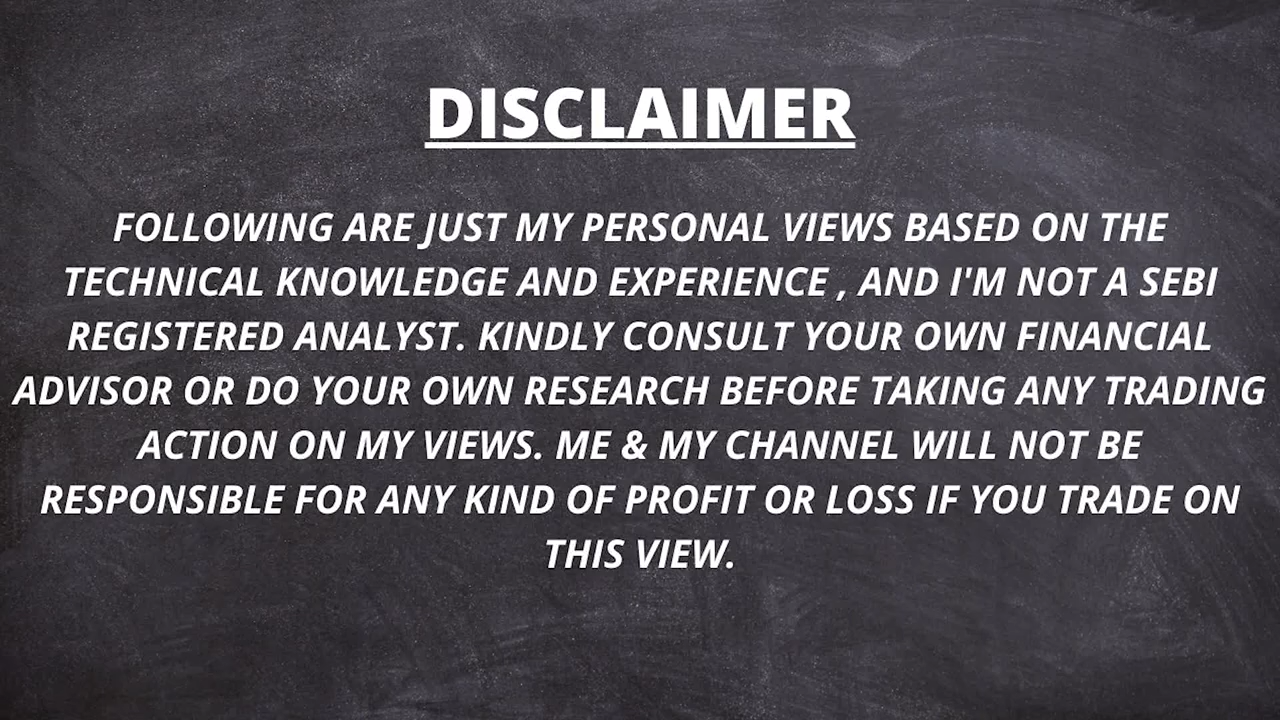 DISCLAIMER
FOLLOWING ARE JUST MY PERSONAL VIEWS BASED ON THE
TECHNICAL KNOWLEDGE AND EXPERIENCE , AND I'M NOT A SEBI
REGISTERED ANALYST. KINDLY CONSULT YOUR OWN FINANCIAL
ADVISOR OR DO YOUR OWN RESEARCH BEFORE TAKING ANY TRADING
ACTION ON MY VIEWS. ME & MY CHANNEL WILL NOT BE
RESPONSIBLE FOR ANY KIND OF PROFIT OR LOSS IF YOU TRADE ON
THIS VIEW.